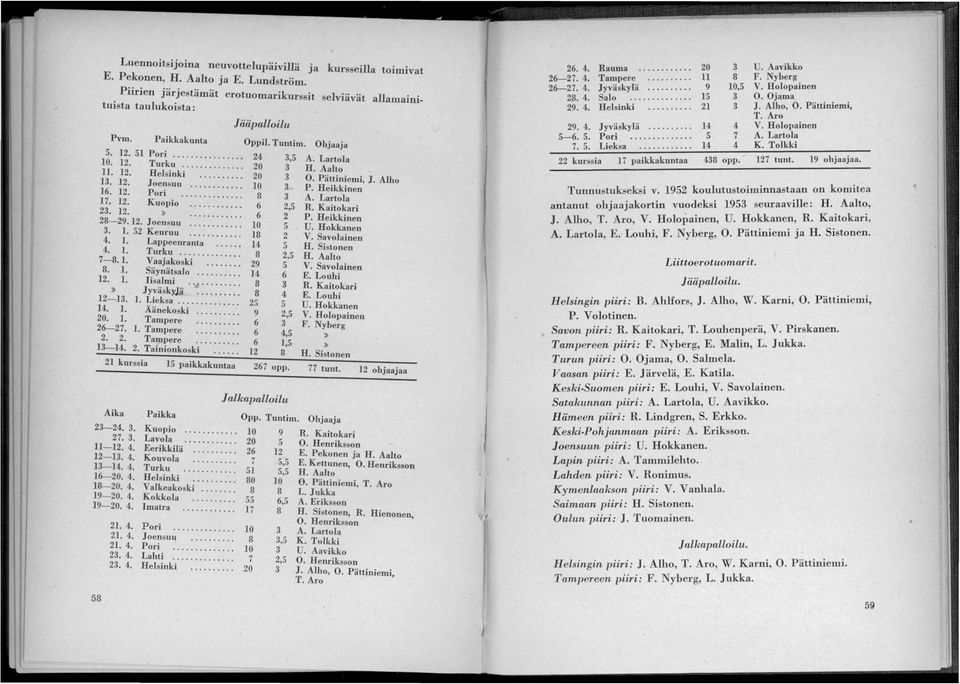 Luennoitsijoina neuvottelupäivillä ja kursseilla toimivat
E. Pekonen, H. Aalto ja E. Lundström.
Piirien järjestämät erotuomarikurssit selviävät allamaini-
tuista taulukoista:
Jääpalloilu
Pvm. Paikkakunta Oppil. Tuntim. Ohjaaja
5. 12. 51 Pori ............... 24 3,5 A. Lartola
10. 12. Turku ............... 20 3 H. Aalto
11. 12. Helsinki ............ 20 3 O. Pättiniemi, J. Alho
13. 12. Joensuu ............ 10 3 P. Heikkinen
16. 12. Pori ............... 8 3 A. Lartola
17. 12. Kuopio ............ 6 2,5 R. Kaitokari
23. 12. » ............ 6 2 P. Heikkinen
28—29. 12. Joensuu ............ 10 5 U. Hokkanen
3. 1. 52 Keuruu ............ 18 2 V. Savolainen
4. 1. Lappeenranta ...... 14 5 H. Sistonen
4. 1. Turku ............... 8 2,5 H. Aalto
7—8. 1. Vaajakoski ......... 29 5 V. Savolainen
8. 1. Säynätsalo .......... 14 6 E. Louhi
12. 1. Iisalmi ............ 8 3 R. Kaitokari
» Jyväskylä .......... 8 4 E. Louhi
12—13. 1. Lieksa ............ 25 5 U. Hokkanen
14. 1. Äänekoski .......... 9 2,5 V. Holopainen
20. 1. Tampere .......... 6 3 F. Nyberg
26—27. 1. Tampere .......... 6 4,5 »
2. 2. Tampere .......... 6 1,5 »
13—14. 2. Tainionkoski ...... 12 8 H. Sistonen
21 kurssia 15 paikkakuntaa 267 opp. 77 tunt. 12 ohjaajaa
Jalkapalloilu
Aika Paikka Opp. Tuntim. Ohjaaja
23—24. 3. Kuopio ............ 10 9 R. Kaitokari
27. 3. Lavola ............ 20 5 O. Henriksson
11—12. 4. Eerikkilä .......... 26 12 E. Pekonen ja H. Aalto
12—13. 4. Kouvola ............ 7 5,5 E. Kettunen, O. Henriksson
13—14. 4. Turku ............ 51 5,5 H. Aalto
16—20. 4. Helsinki .......... 80 10 O. Pättiniemi, T. Aro
18—20. 4. Valkeakoski ....... 8 8 L. Jukka
19—20. 4. Kokkola .......... 55 6,5 A. Eriksson
19—20. 4. Imatra ............ 17 8 H. Sistonen, R. Hienonen,
O. Henriksson
21. 4. Pori ............... 10 3 A. Lartola
21. 4. Joensuu ............ 8 3,5 K. Tolkki
21. 4. Pori ............... 10 3 U. Aavikko
23. 4. Lahti ............... 7 2,5 O. Henriksson
23. 4. Helsinki .......... 20 3 J. Alho, O. Pättiniemi,
T. Aro
58
26. 4. Rauma ............ 20 3 U. Aavikko
26—27. 4. Tampere .......... 11 8 F. Nyberg
26—27. 4. Jyväskylä .......... 9 10,5 V. Holopainen
28. 4. Salo .............. 15 3 O. Ojama
29. 4. Helsinki .......... 21 3 J. Alho, O. Pättiniemi,
T. Aro
29. 4. Jyväskylä .......... 14 4 V. Holopainen
5—6. 5. Pori .............. 5 7 A. Lartola
7. 5. Lieksa ............ 14 4 K. Tolkki
22 kurssia 17 paikkakuntaa 438 opp. 127 tunt. 19 ohjaajaa.
Tunnustukseksi v. 1952 koulutustoiminnastaan on komitea
antanut ohjaajakortin vuodeksi 1953 seuraaville: H. Aalto,
J. Alho, T. Aro, V. Holopainen, U. Hokkanen, R. Kaitokari,
A. Lartola, E. Louhi, F. Nyberg, O. Pättiniemi ja H. Sistonen.
Liittoerotuomarit.
Jääpalloilu.
Helsingin piiri: B. Ahlfors, J. Alho, W. Karni, O. Pättiniemi,
P. Volotinen.
Savon piiri: R. Kaitokari, T. Louhenperä, V. Pirskanen.
Tampereen piiri: F. Nyberg, E. Malin, L. Jukka.
Turun piiri: O. Ojama, O. Salmela.
Vaasan piiri: E. Järvelä, E. Katila.
Keski-Suomen piiri: E. Louhi, V. Savolainen.
Satakunnan piiri: A. Lartola, U. Aavikko.
Hämeen piiri: R. Lindgren, S. Erkko.
Keski-Pohjanmaan piiri: A. Eriksson.
Joensuun piiri: U. Hokkanen.
Lapin piiri: A. Tammilehto.
Lahden piiri: V. Ronimus.
Kymenlaakson piiri: V. Vanhala.
Saimaan piiri: H. Sistonen.
Oulun piiri: J. Tuomainen.
Jalkapalloilu.
Helsingin piiri: J. Alho, T. Aro, W. Karni, O. Pättiniemi.
Tampereen piiri: F. Nyberg, L. Jukka.
59